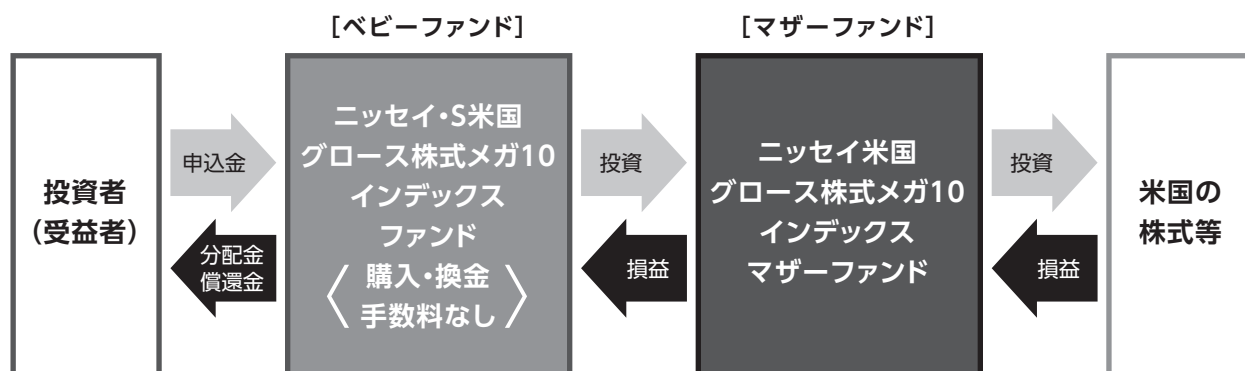 [ベビーファンド]
[マザーファンド]
投資者
（受益者）
申込金
分配金
償還金
ニッセイ・S米国
グロース株式メガ10
インデックス
ファンド
〈購入・換金
手数料なし〉
投資
損益
ニッセイ米国
グロース株式メガ10
インデックス
マザーファンド
投資
損益
米国の
株式等